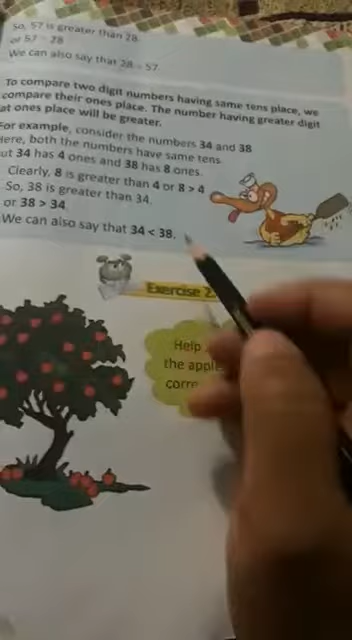 So, 57 is greater than 28.
or 57 > 28
We can also say that 28 < 57.
To compare two digit numbers having same tens place, we
compare their ones place. The number having greater digit
at ones place will be greater.
For example, consider the numbers 34 and 38
Here, both the numbers have same tens
but 34 has 4 ones and 38 has 8 ones.
Clearly, 8 is greater than 4 or 8 > 4
So, 38 is greater than 34.
or 38 > 34
We can also say that 34 < 38.
Exercise 2
Help
the apple
corre